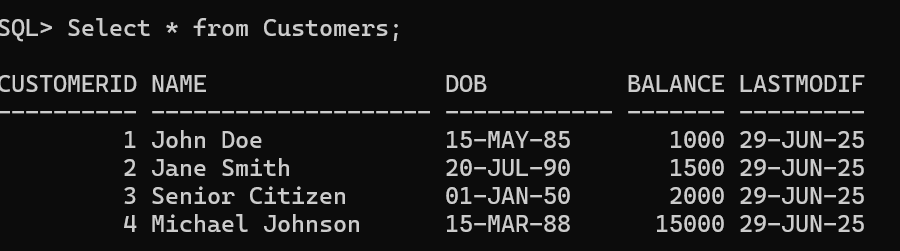 SQL> Select * from Customers;
CUSTOMERID NAME                 DOB          BALANCE LASTMODIF
---------- -------------------- ------------ ------- ---------
         1 John Doe             15-MAY-85       1000 29-JUN-25
         2 Jane Smith           20-JUL-90       1500 29-JUN-25
         3 Senior Citizen       01-JAN-50       2000 29-JUN-25
         4 Michael Johnson      15-MAR-88      15000 29-JUN-25